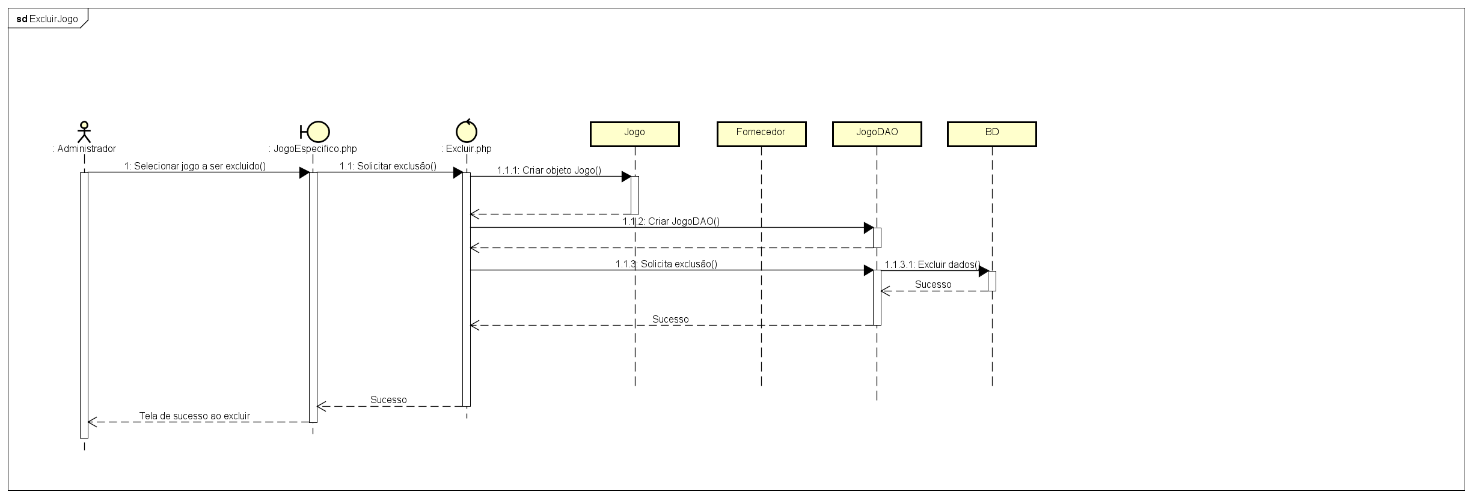 sd ExcluirJogo
: Administrador
: JogoEspecifico.php
: Excluir.php
Jogo
Fornecedor
JogoDAO
BD
1: Selecionar jogo a ser excluido()
1.1: Solicitar exclusão()
1.1.1: Criar objeto Jogo()
1.1.2: Criar JogoDAO()
1.1.3: Solicita exclusão()
1.1.3.1: Excluir dados()
Sucesso
Sucesso
Sucesso
Tela de sucesso ao excluir